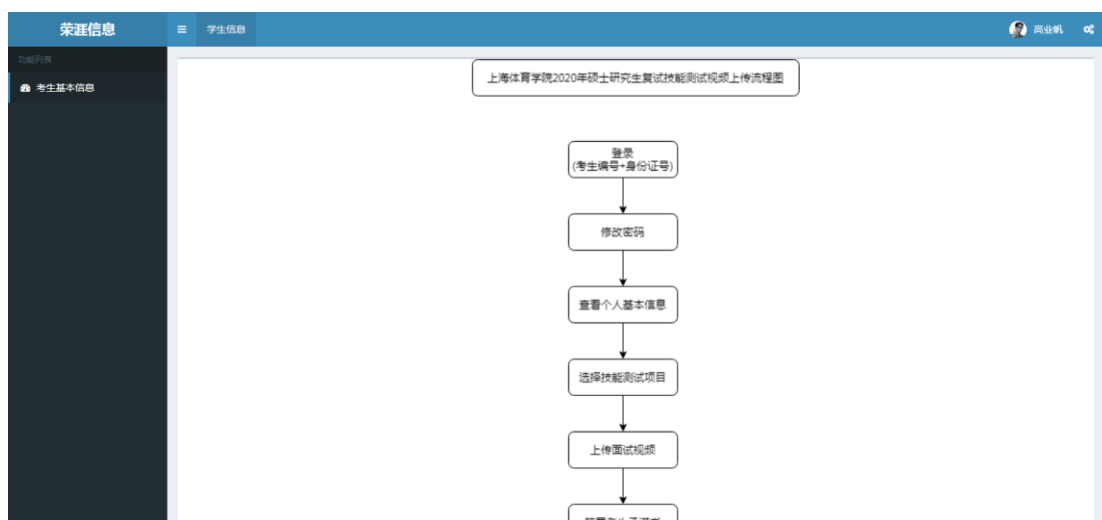 荣涯信息
学生信息
高业帆
功能列表
考生基本信息
上海体育学院2020年硕士研究生复试技能测试视频上传流程图
登录
(考生编号+身份证号)
修改密码
查看个人基本信息
选择技能测试项目
上传面试视频